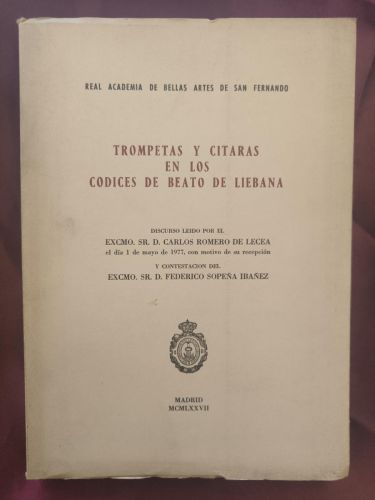 REAL ACADEMIA DE BELLAS ARTES DE SAN FERNANDO
TROMPETAS Y CITARAS
EN LOS
CODICES DE BEATO DE LIEBANA
DISCURSO LEIDO POR EL
EXCMO. SR. D. CARLOS ROMERO DE LECEA
el día 1 de mayo de 1977, con motivo de su recepción
Y CONTESTACION DEL
EXCMO. SR. D. FEDERICO SOPEÑA IBAÑEZ
MADRID
MCMLXXVII